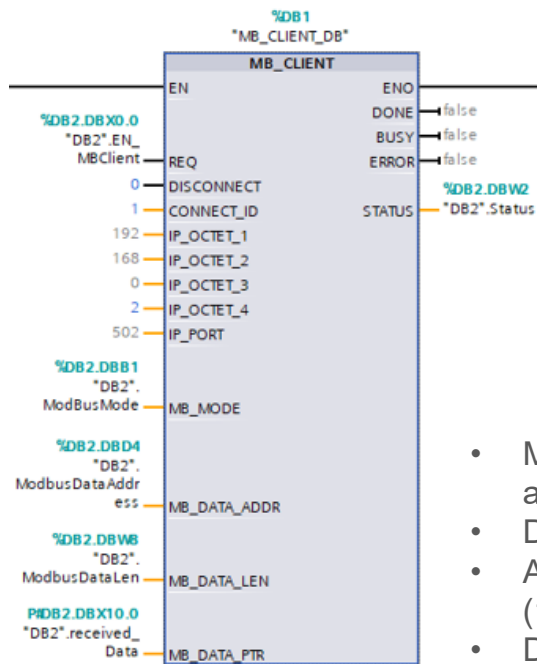 %DB1
"MB_CLIENT_DB"
MB_CLIENT
EN ENO
DONE false
%DB2.DBX0.0
"DB2".EN_
MBClient REQ
BUSY false
ERROR false
0 DISCONNECT
%DB2.DBW2
1 CONNECT_ID STATUS "DB2".Status
192 IP_OCTET_1
168 IP_OCTET_2
0 IP_OCTET_3
2 IP_OCTET_4
502 IP_PORT
%DB2.DBB1
"DB2".
ModBusMode MB_MODE
%DB2.DBD4
"DB2".
ModbusDataAddr
ess MB_DATA_ADDR
%DB2.DBW8
"DB2".
ModbusDataLen MB_DATA_LEN
P#DB2.DBX10.0
"DB2".received_
Data MB_DATA_PTR
• M
a
• D
• A
(
• D